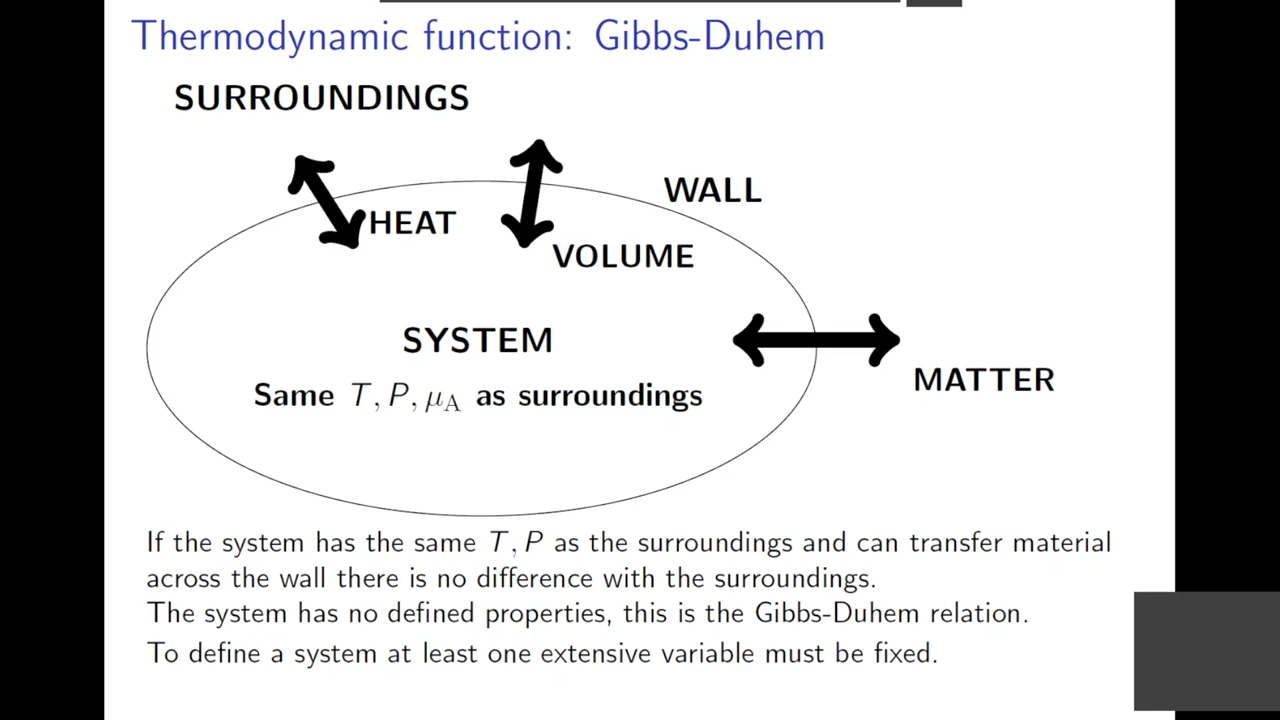 Thermodynamic function: Gibbs-Duhem
SURROUNDINGS
WALL
HEAT
VOLUME
SYSTEM
MATTER
Same T, P, μ_A as surroundings
If the system has the same T, P as the surroundings and can transfer material
across the wall there is no difference with the surroundings.
The system has no defined properties, this is the Gibbs-Duhem relation.
To define a system at least one extensive variable must be fixed.